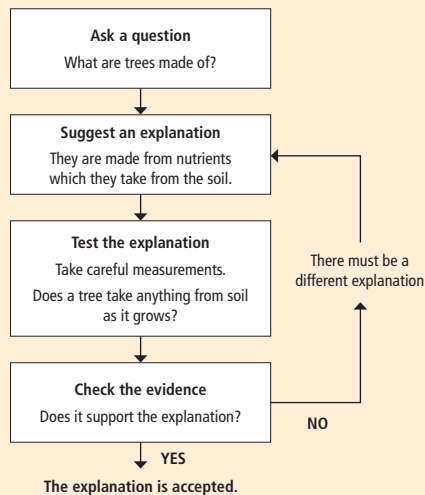 Ask a question
What are trees made of?
Suggest an explanation
They are made from nutrients
which they take from the soil.
Test the explanation
Take careful measurements.
Does a tree take anything from soil
as it grows?
There must be a
different explanation
Check the evidence
Does it support the explanation?
NO
YES
The explanation is accepted.